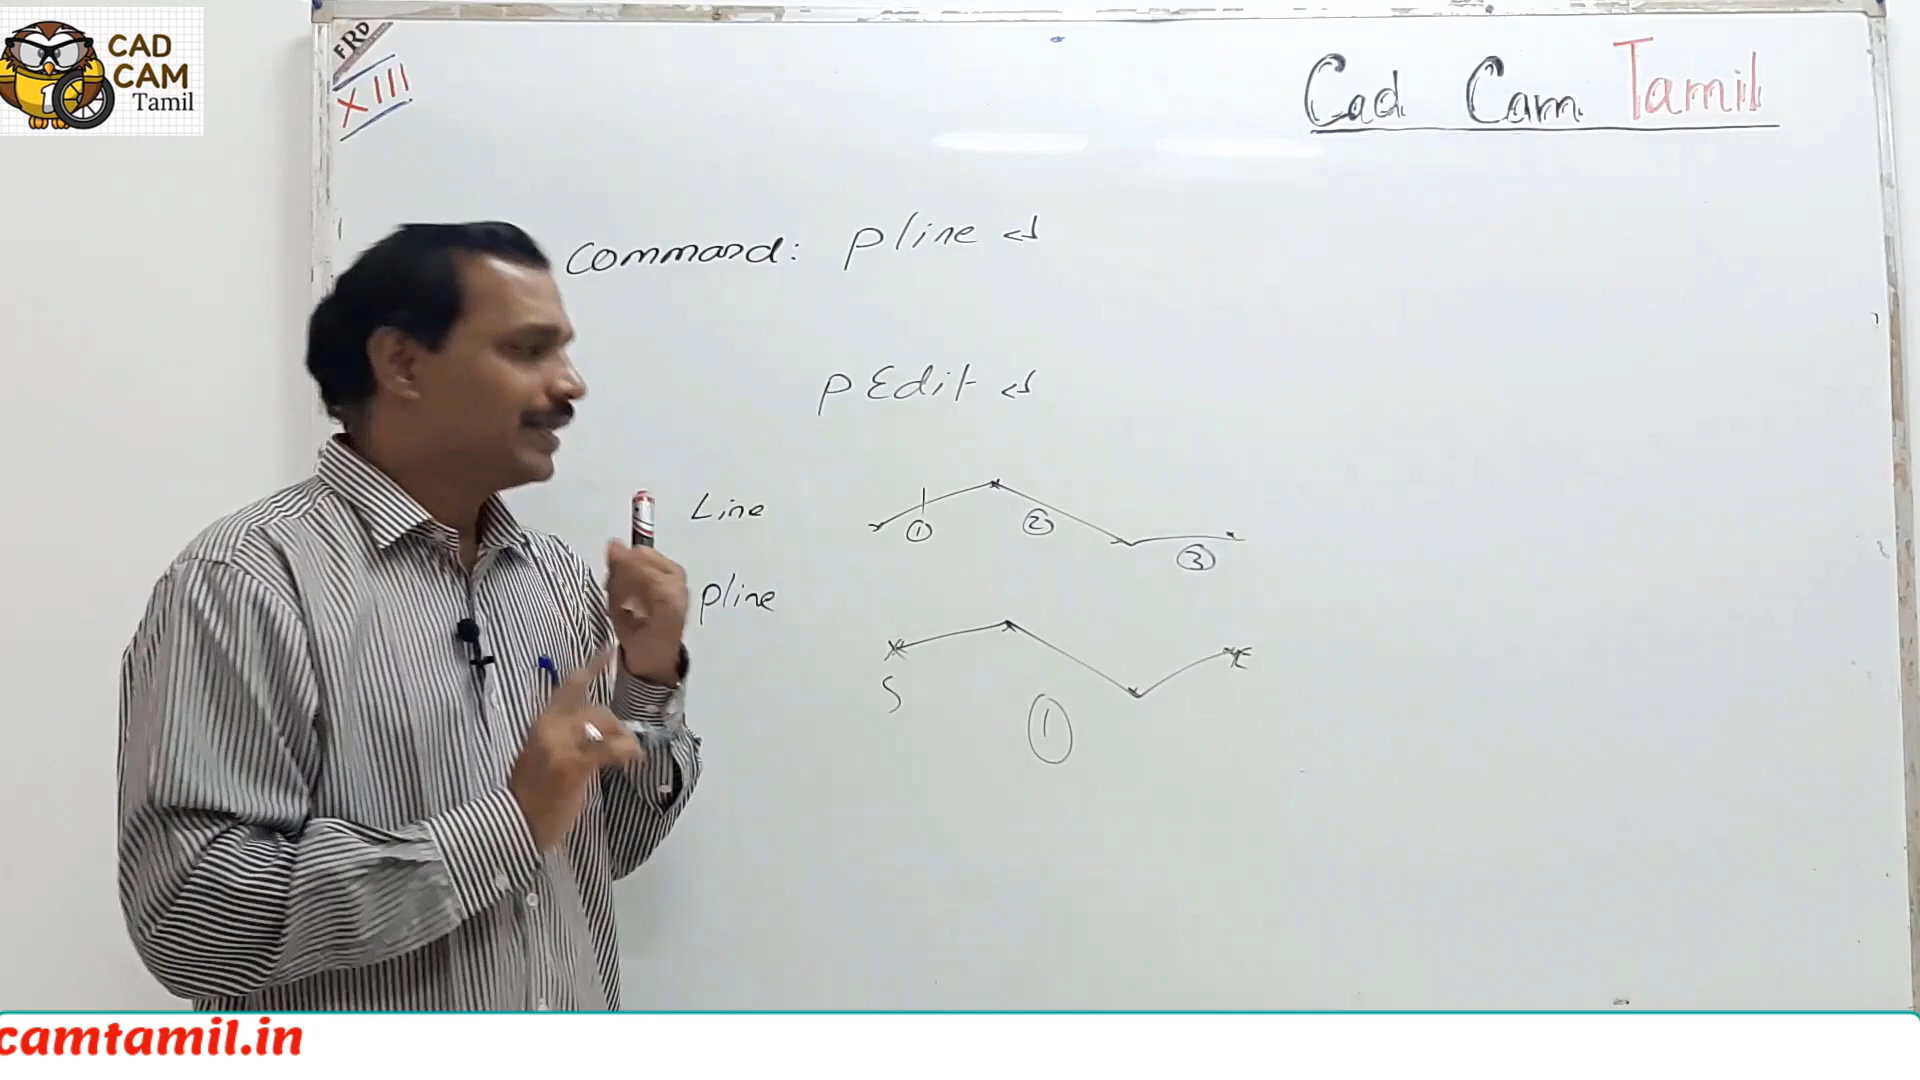 CAD
CAM
Tamil
FRD
XIII
Cad Cam Tamil
Command: pline ↲
pEdit ↲
Line
① ② ③
pline
S
E
①
camtamil.in